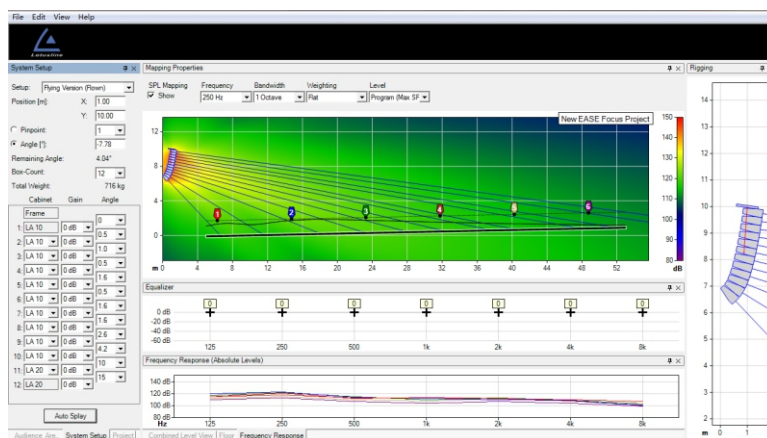 File Edit View Help
Lotusline
System Setup
Setup: Flying Version (Flown)
Position [m]: X: 1.00
Y: 10.00
Pinpoint 1
Angle [°]: -7.78
Remaining Angle: 4.04°
Box-Count: 12
Total Weight: 716 kg
Cabinet Gain Angle
Frame
0
1: LA 10 0 dB
0.5
2: LA 10 0 dB
1.0
3: LA 10 0 dB
0.5
4: LA 10 0 dB
1.6
5: LA 10 0 dB
0.5
6: LA 10 0 dB
1.6
7: LA 10 0 dB
1.6
8: LA 10 0 dB
2.6
9: LA 10 0 dB
4.2
10: LA 10 0 dB
10
11: LA 20 0 dB
15
12: LA 20 0 dB
Auto Splay
Audience Are... System Setup Project
Mapping Properties
SPL Mapping Frequency Bandwidth Weighting Level
Show 250 Hz 1 Octave Flat Program (Max SF
New EASE Focus Project
12
8
4
0
1 2 3 4 5 6
m 0 4 8 12 16 20 24 28 32 36 40 44 48 52
150
140
130
120
110
100
90
80
dB
Equalizer
0 0 0 0 0 0 0
0 dB
-20 dB
-40 dB
-60 dB
125 250 500 1k 2k 4k 8k
Frequency Response (Absolute Levels)
140 dB
120 dB
100 dB
80 dB
Hz 125 250 500 1k 2k 4k 8k
Combined Level View Floor Frequency Response
Rigging
14
13
12
11
10
9
8
7
6
5
4
3
2
m 0 1